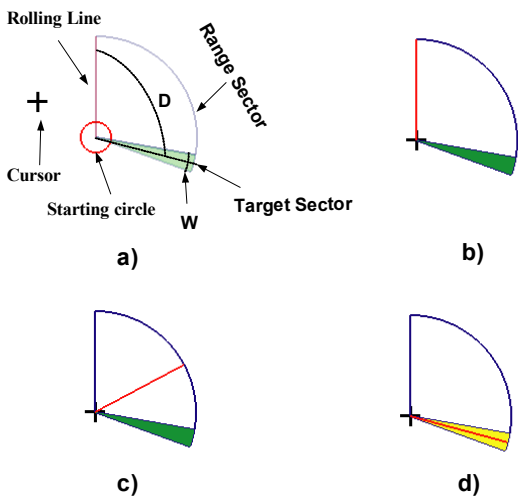 Rolling Line
D
Range Sector
Cursor
Starting circle
W
Target Sector
a)
b)
c)
d)